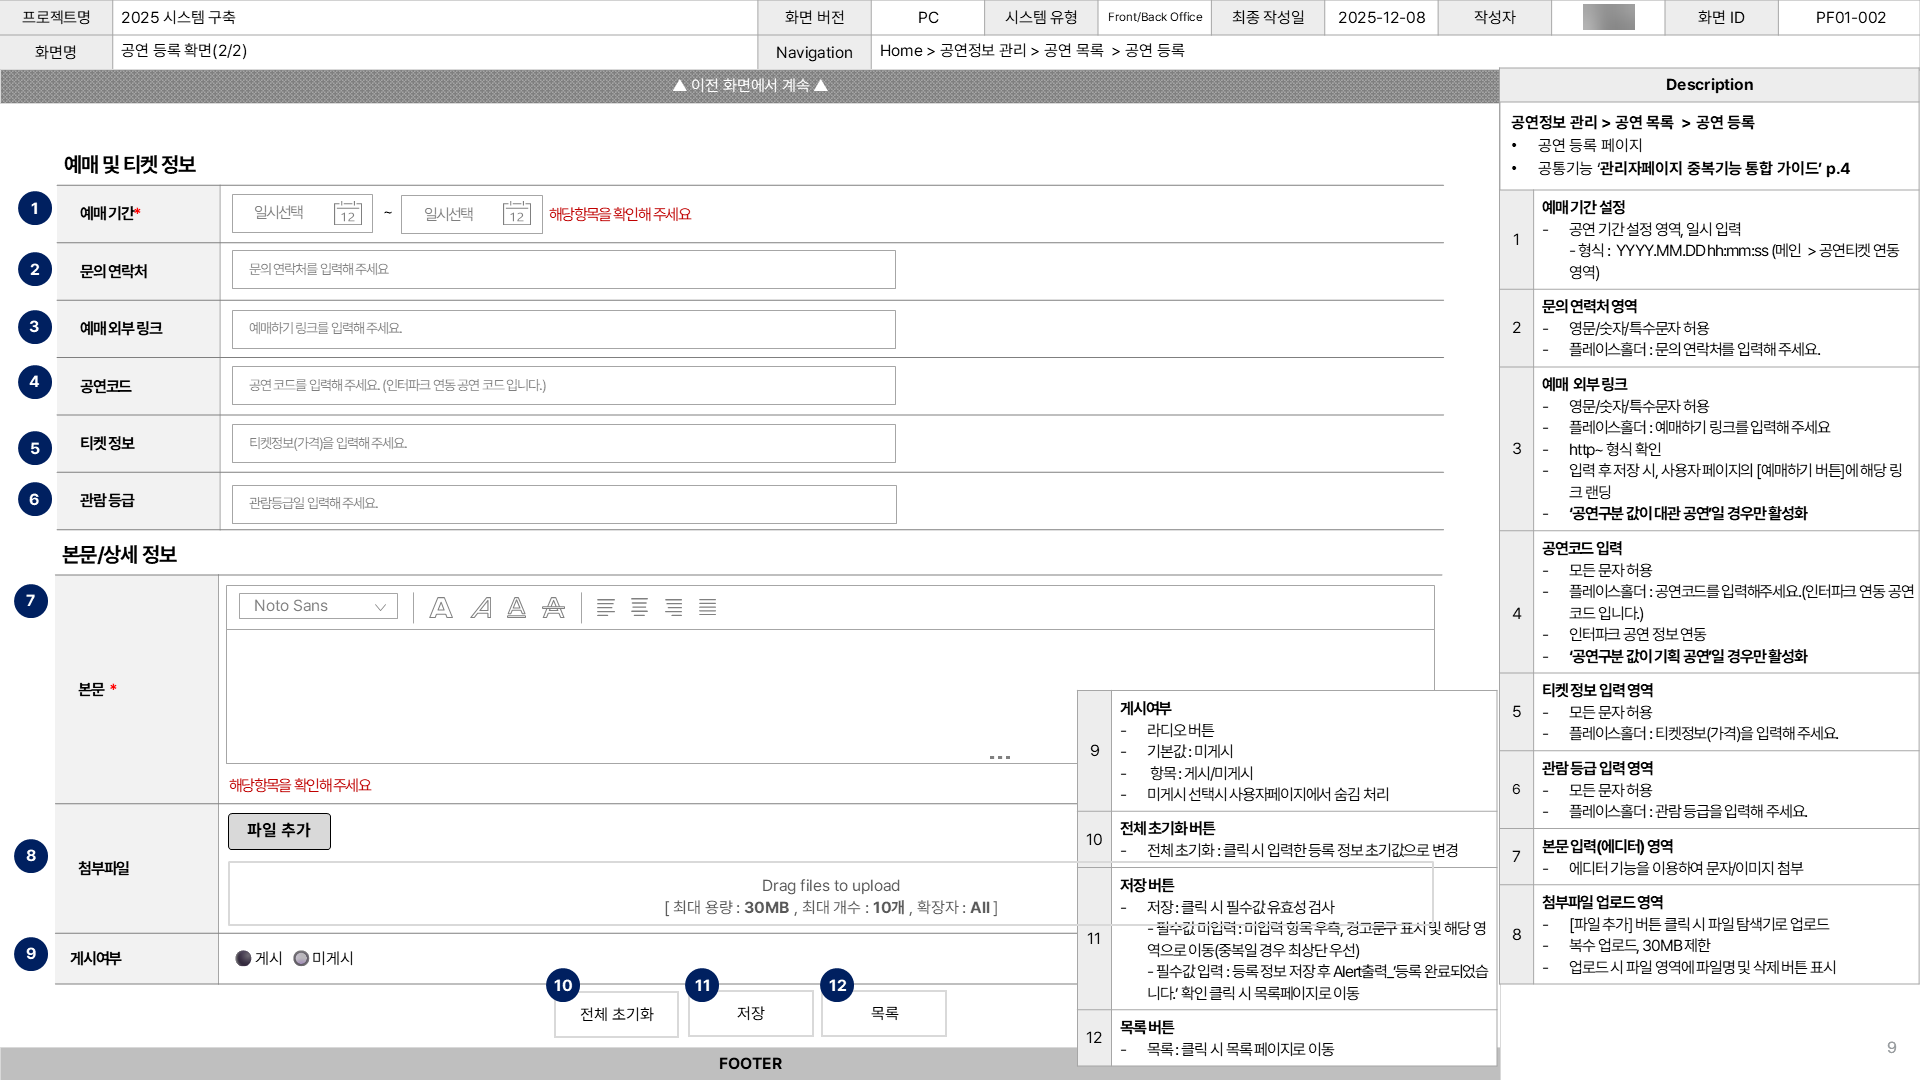 프로젝트명 2025 시스템 구축 화면 버전 PC 시스템 유형 Front/Back Office 최종 작성일 2025-12-08 작성자 화면 ID PF01-002
화면명 공연 등록 확면(2/2) Navigation Home > 공연정보 관리 > 공연 목록 > 공연 등록
▲ 이전 화면에서 계속 ▲
예매 및 티켓 정보
1 예매 기간* 일시선택 12 ~ 일시선택 12 해당항목을 확인해 주세요
2 문의 연락처 문의 연락처를 입력해 주세요
3 예매 외부 링크 예매하기 링크를 입력해 주세요.
4 공연코드 공연 코드를 입력해 주세요. (인터파크 연동 공연 코드 입니다.)
5 티켓 정보 티켓정보(가격)을 입력해 주세요.
6 관람 등급 관람등급일 입력해 주세요.
본문/상세 정보
7 본문 * Noto Sans A A A A
해당항목을 확인해 주세요
8 첨부파일 파일 추가
Drag files to upload
[ 최대 용량 : 30MB , 최대 개수 : 10개 , 확장자 : All ]
9 게시여부 게시 미게시
10 전체 초기화 11 저장 12 목록
FOOTER
9 게시여부
- 라디오 버튼
- 기본값 : 미게시
- 항목 : 게시/미게시
- 미게시 선택시 사용자페이지에서 숨김 처리
10 전체 초기화 버튼
- 전체 초기화 : 클릭 시 입력한 등록 정보 초기값으로 변경
11 저장 버튼
- 저장 : 클릭 시 필수값 유효성 검사
- 필수값 미입력 : 미입력 항목 우측, 경고문구 표시 및 해당 영
역으로 이동(중복일 경우 최상단 우선)
- 필수값 입력 : 등록 정보 저장 후 Alert출력_‘등록 완료되었습
니다.’ 확인 클릭 시 목록페이지로 이동
12 목록 버튼
- 목록 : 클릭 시 목록 페이지로 이동
Description
공연정보 관리 > 공연 목록 > 공연 등록
• 공연 등록 페이지
• 공통기능 ‘관리자페이지 중복기능 통합 가이드’ p.4
1 예매 기간 설정
- 공연 기간 설정 영역, 일시 입력
- 형식 : YYYY.MM.DD hh:mm:ss (메인 > 공연티켓 연동
영역)
2 문의 연력처 영역
- 영문/숫자/특수문자 허용
- 플레이스홀더 : 문의 연락처를 입력해 주세요.
3 예매 외부 링크
- 영문/숫자/특수문자 허용
- 플레이스홀더 : 예매하기 링크를 입력해 주세요
- http~ 형식 확인
- 입력 후 저장 시, 사용자 페이지의 [예매하기 버튼]에 해당 링
크 랜딩
- ‘공연구분 값이 대관 공연’일 경우만 활성화
4 공연코드 입력
- 모든 문자 허용
- 플레이스홀더 : 공연코드를 입력해주세요.(인터파크 연동 공연
코드 입니다.)
- 인터파크 공연 정보 연동
- ‘공연구분 값이 기획 공연’일 경우만 활성화
5 티켓 정보 입력 영역
- 모든 문자 허용
- 플레이스홀더 : 티켓정보(가격)을 입력해 주세요.
6 관람 등급 입력 영역
- 모든 문자 허용
- 플레이스홀더 : 관람 등급을 입력해 주세요.
7 본문 입력(에디터) 영역
- 에디터 기능을 이용하여 문자/이미지 첨부
8 첨부파일 업로드 영역
- [파일 추가] 버튼 클릭 시 파일 탐색기로 업로드
- 복수 업로드, 30MB 제한
- 업로드 시 파일 영역에 파일명 및 삭제 버튼 표시
9